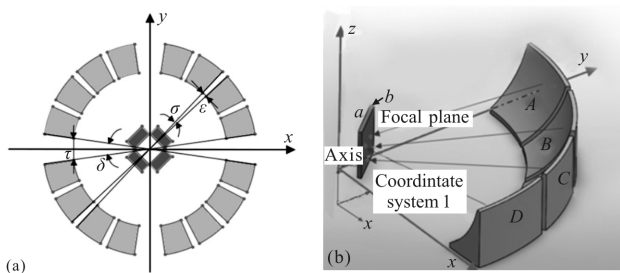 y
x
σ
ε
τ
δ
(a)
z
y
b
a
A
Focal plane
B
Axis
C
Coordintate
system 1
D
x
x
(b)